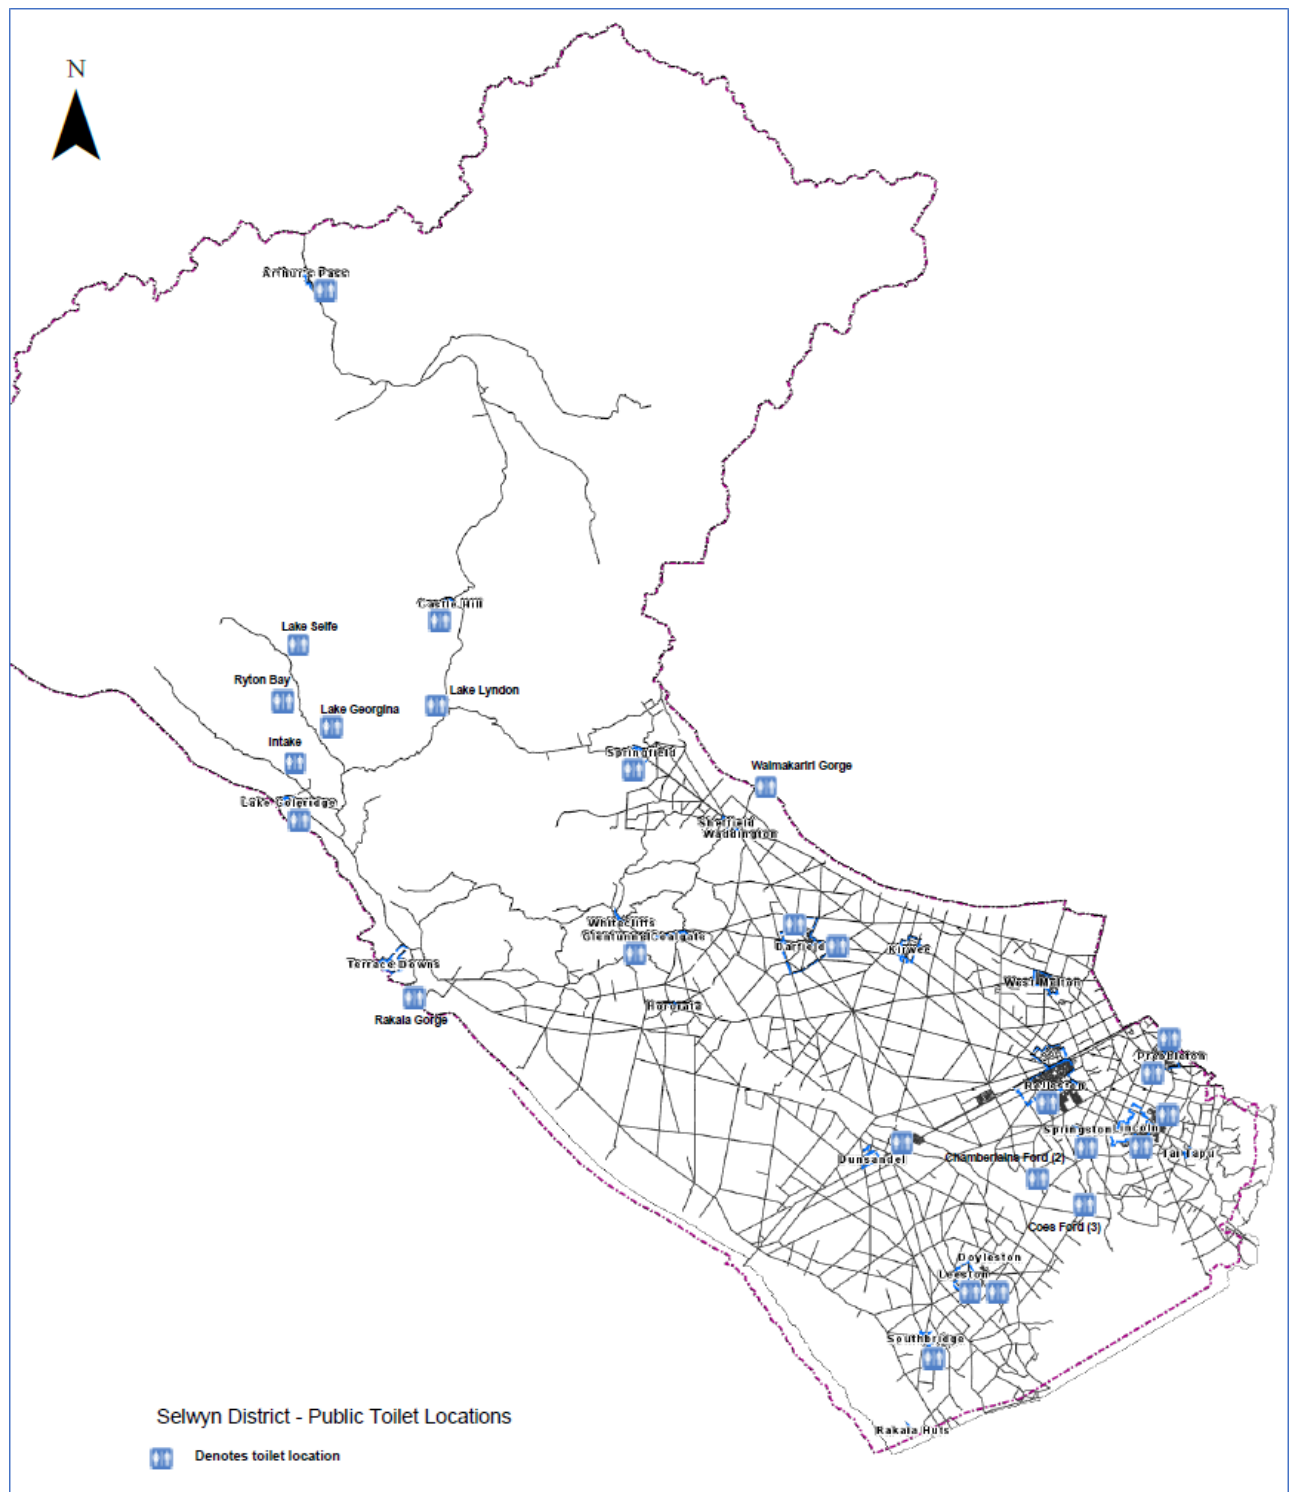 N
Arthur's Pass
Castle Hill
Lake Selfe
Ryton Bay
Lake Lyndon
Lake Georgina
Intake
Springfield
Waimakariri Gorge
Lake Coleridge
Sheffield
Waddington
Whitecliffs
Glentunnel
Coalgate
Darfield
Kirwee
Terrace Downs
West Melton
Hororata
Rakaia Gorge
Prebbleton
Rolleston
Springston
Lincoln
Tai Tapu
Dunsandel
Chamberlains Ford (2)
Coes Ford (3)
Doyleston
Leeston
Southbridge
Rakaia Huts
Selwyn District - Public Toilet Locations
Denotes toilet location